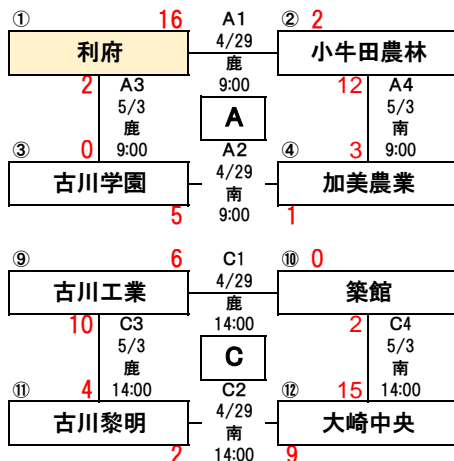 ① 16 A1 ② 2
利府 4/29 小牛田農林
鹿
2 A3 9:00 12 A4
5/3 A 5/3
鹿 南
0 9:00 A2 3 9:00
③ 4/29 ④
古川学園 南 加美農業
5 9:00 1
⑨ 6 C1 ⑩ 0
古川工業 4/29 築館
鹿
10 C3 14:00 2 C4
5/3 C 5/3
鹿 南
4 14:00 C2 15 14:00
⑪ 4/29 ⑫
古川黎明 南 大崎中央
2 14:00 9